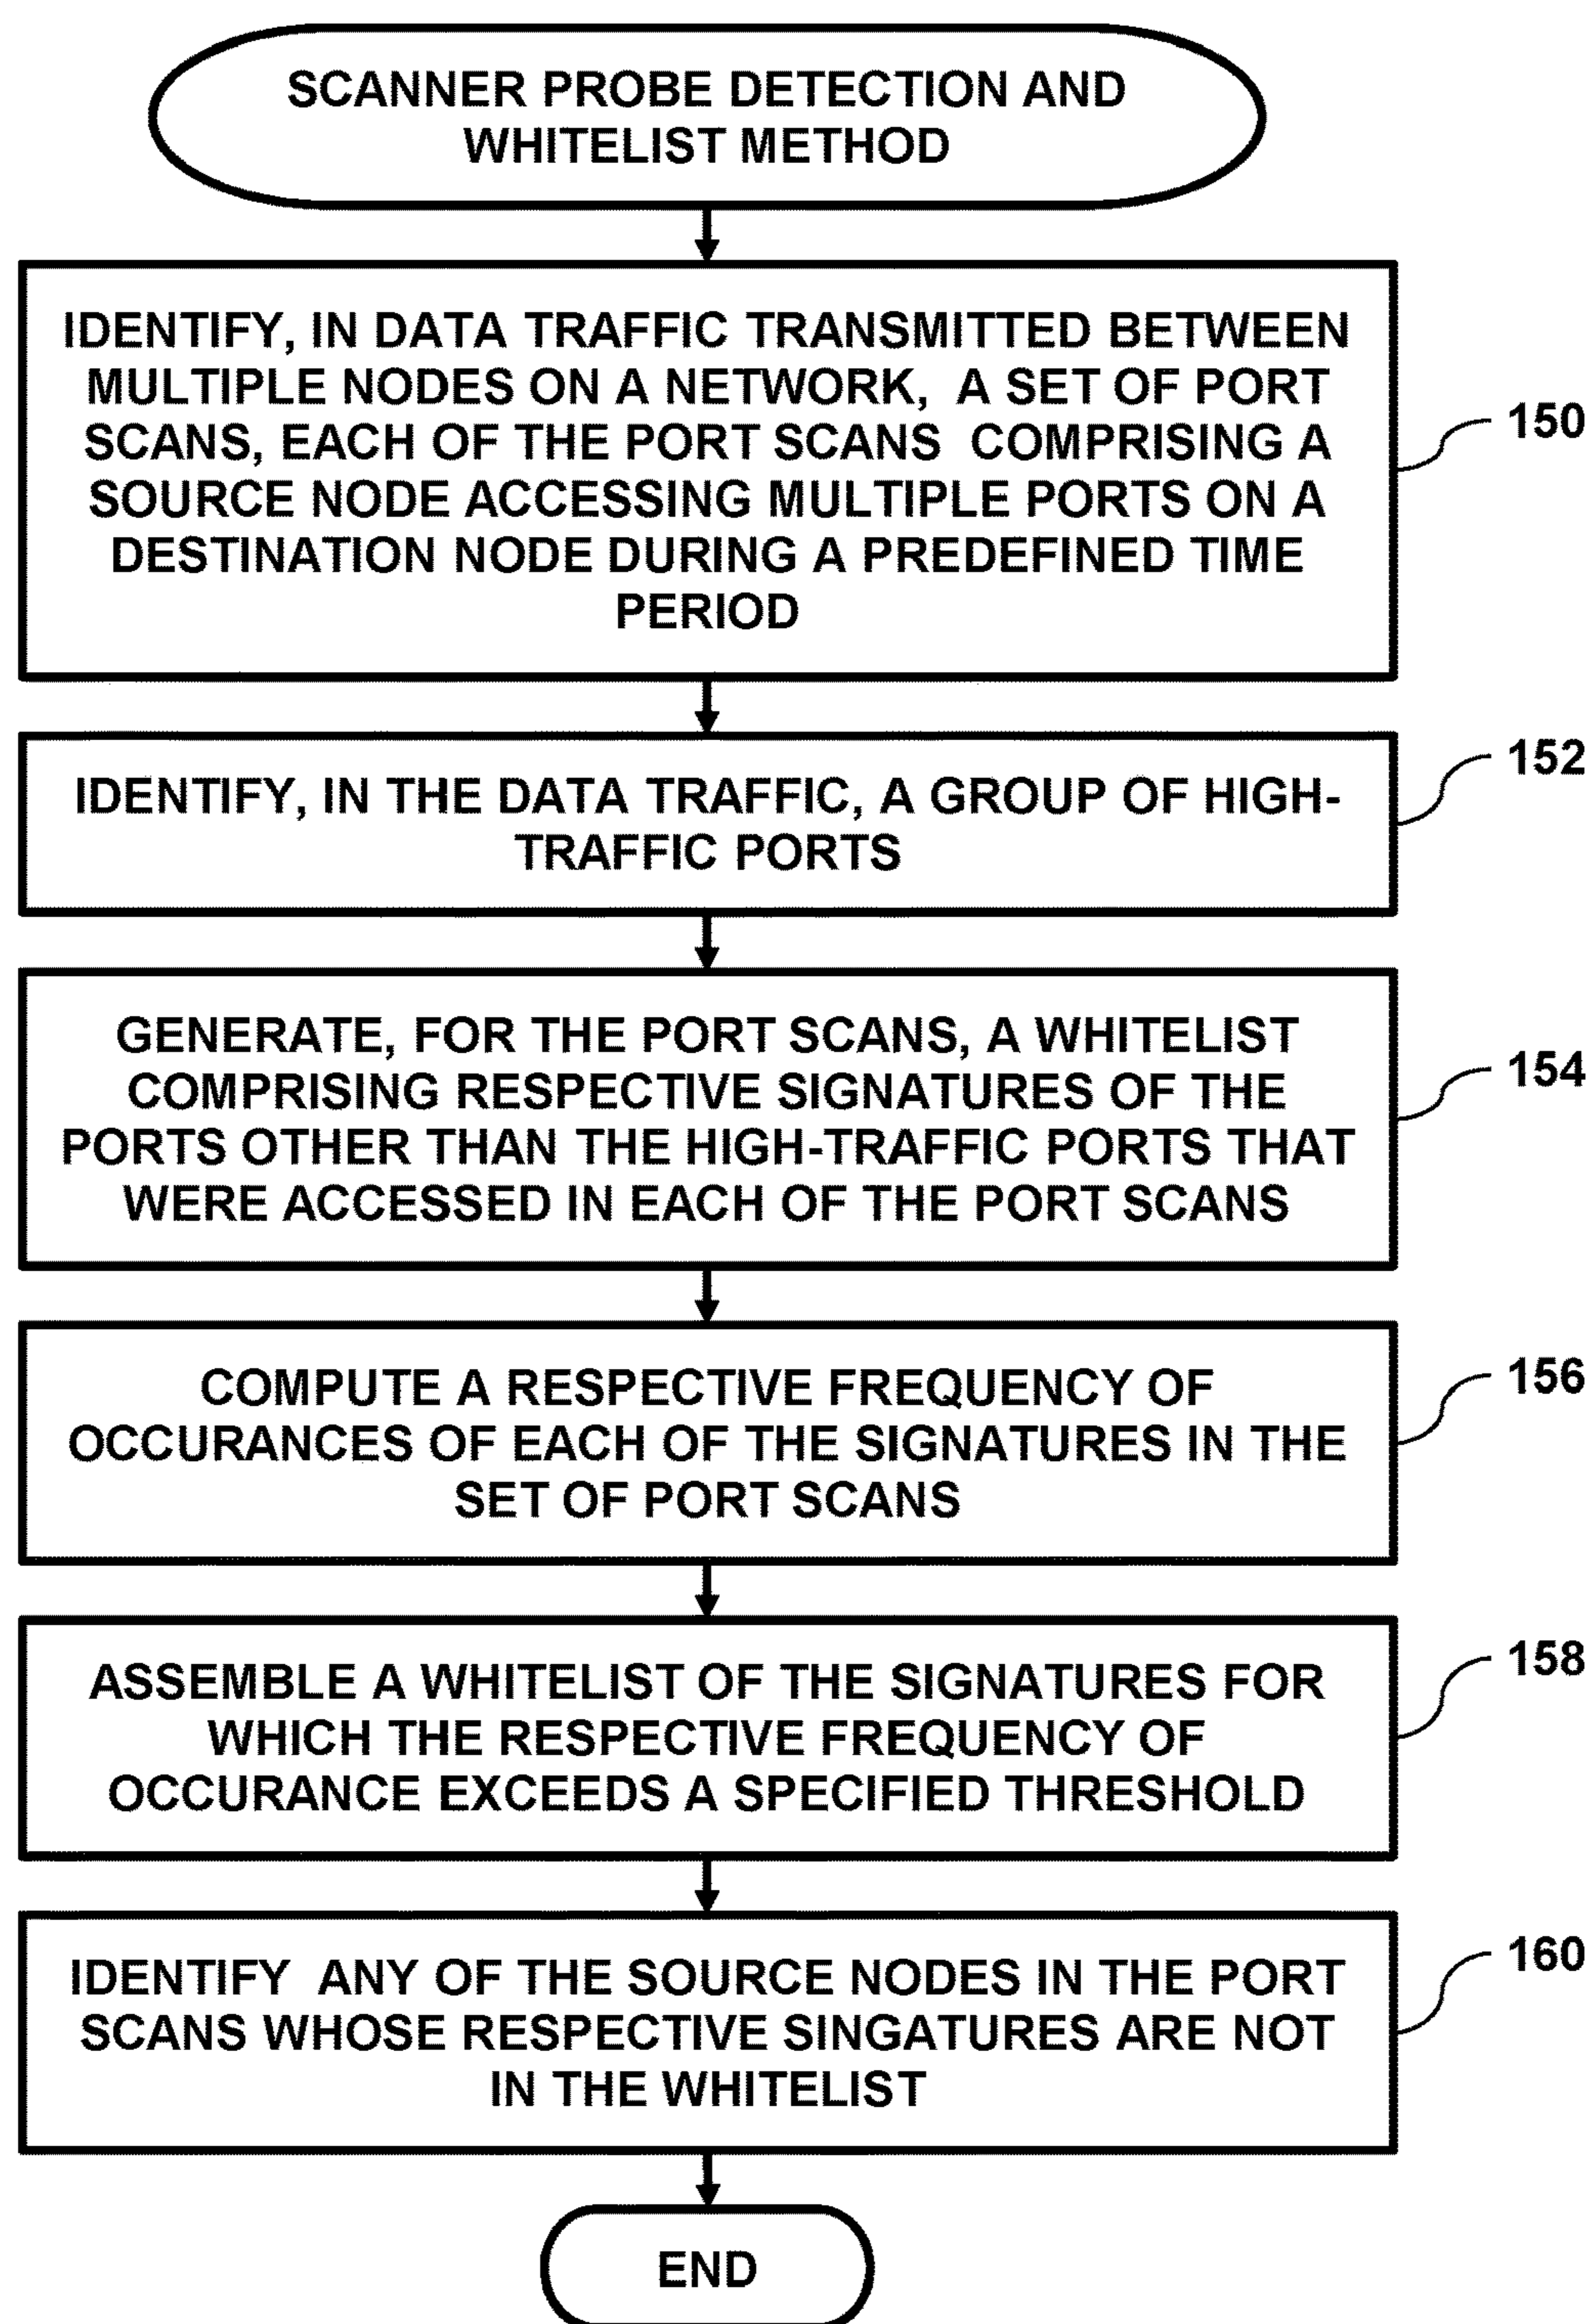 SCANNER PROBE DETECTION AND
WHITELIST METHOD
IDENTIFY, IN DATA TRAFFIC TRANSMITTED BETWEEN
MULTIPLE NODES ON A NETWORK, A SET OF PORT
SCANS, EACH OF THE PORT SCANS COMPRISING A
SOURCE NODE ACCESSING MULTIPLE PORTS ON A
DESTINATION NODE DURING A PREDEFINED TIME
PERIOD
150
IDENTIFY, IN THE DATA TRAFFIC, A GROUP OF HIGH-
TRAFFIC PORTS
152
GENERATE, FOR THE PORT SCANS, A WHITELIST
COMPRISING RESPECTIVE SIGNATURES OF THE
PORTS OTHER THAN THE HIGH-TRAFFIC PORTS THAT
WERE ACCESSED IN EACH OF THE PORT SCANS
154
COMPUTE A RESPECTIVE FREQUENCY OF
OCCURANCES OF EACH OF THE SIGNATURES IN THE
SET OF PORT SCANS
156
ASSEMBLE A WHITELIST OF THE SIGNATURES FOR
WHICH THE RESPECTIVE FREQUENCY OF
OCCURANCE EXCEEDS A SPECIFIED THRESHOLD
158
IDENTIFY ANY OF THE SOURCE NODES IN THE PORT
SCANS WHOSE RESPECTIVE SINGATURES ARE NOT
IN THE WHITELIST
160
END